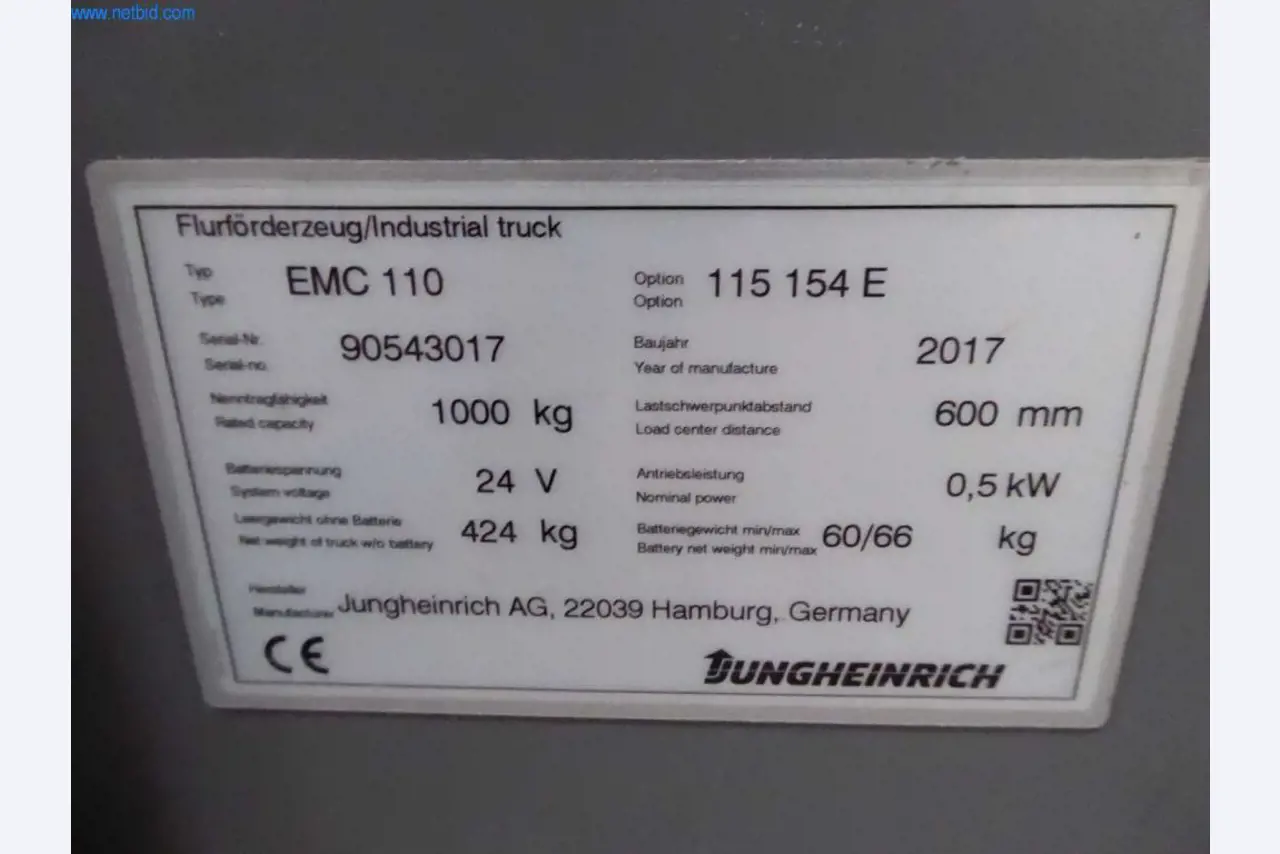 www.netbid.com
Flurförderzeug/Industrial truck
Typ
Type
EMC 110
Option
Option
115 154 E
Serial-Nr.
Serial-no.
90543017
Baujahr
Year of manufacture
2017
Nenntragfähigkeit
Rated capacity
1000 kg
Lastschwerpunktabstand
Load center distance
600 mm
Batteriespannung
System voltage
24 V
Antriebsleistung
Nominal power
0,5 kW
Leergewicht ohne Batterie
Net weight of truck w/o battery
424 kg
Batteriegewicht min/max
Battery net weight min/max
60/66 kg
Hersteller
Manufacturer
Jungheinrich AG, 22039 Hamburg, Germany
CE
JUNGHEINRICH